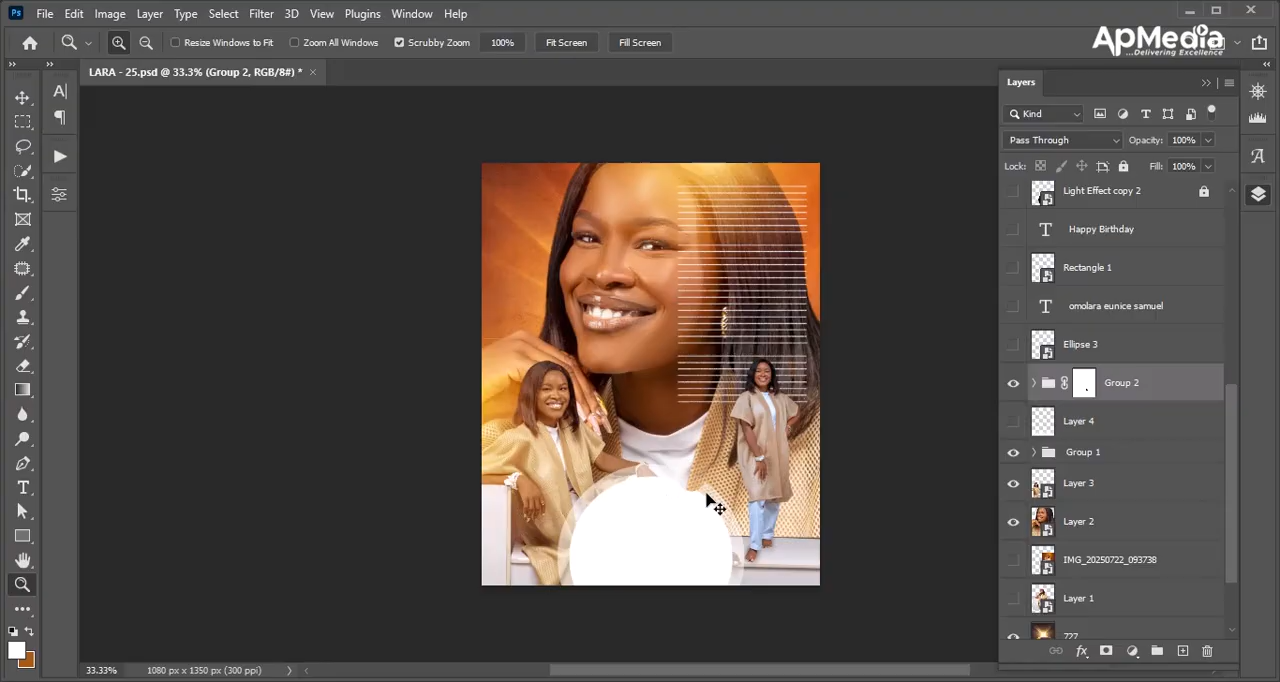 Ps File Edit Image Layer Type Select Filter 3D View Plugins Window Help
Resize Windows to Fit Zoom All Windows Scrubby Zoom 100% Fit Screen Fill Screen
ApMedia
...Delivering Excellence
LARA - 25.psd @ 33.3% (Group 2, RGB/8#) *
Layers
Kind
Pass Through Opacity: 100%
Lock: Fill: 100%
Light Effect copy 2
Happy Birthday
Rectangle 1
omolara eunice samuel
Ellipse 3
Group 2
Layer 4
Group 1
Layer 3
Layer 2
IMG_20250722_093738
Layer 1
727
33.33% 1080 px x 1350 px (300 ppi)